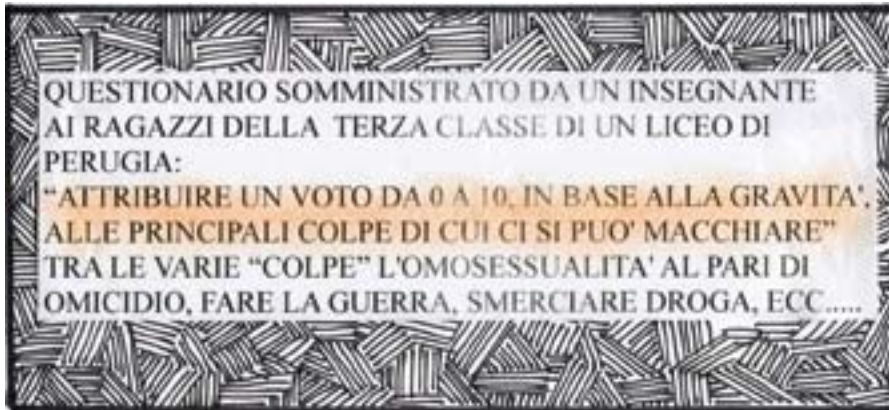 QUESTIONARIO SOMMINISTRATO DA UN INSEGNANTE
AI RAGAZZI DELLA TERZA CLASSE DI UN LICEO DI
PERUGIA:
“ATTRIBUIRE UN VOTO DA 0 A 10, IN BASE ALLA GRAVITA',
ALLE PRINCIPALI COLPE DI CUI CI SI PUO' MACCHIARE”
TRA LE VARIE “COLPE” L'OMOSESSUALITA' AL PARI DI
OMICIDIO, FARE LA GUERRA, SMERCIARE DROGA, ECC.....